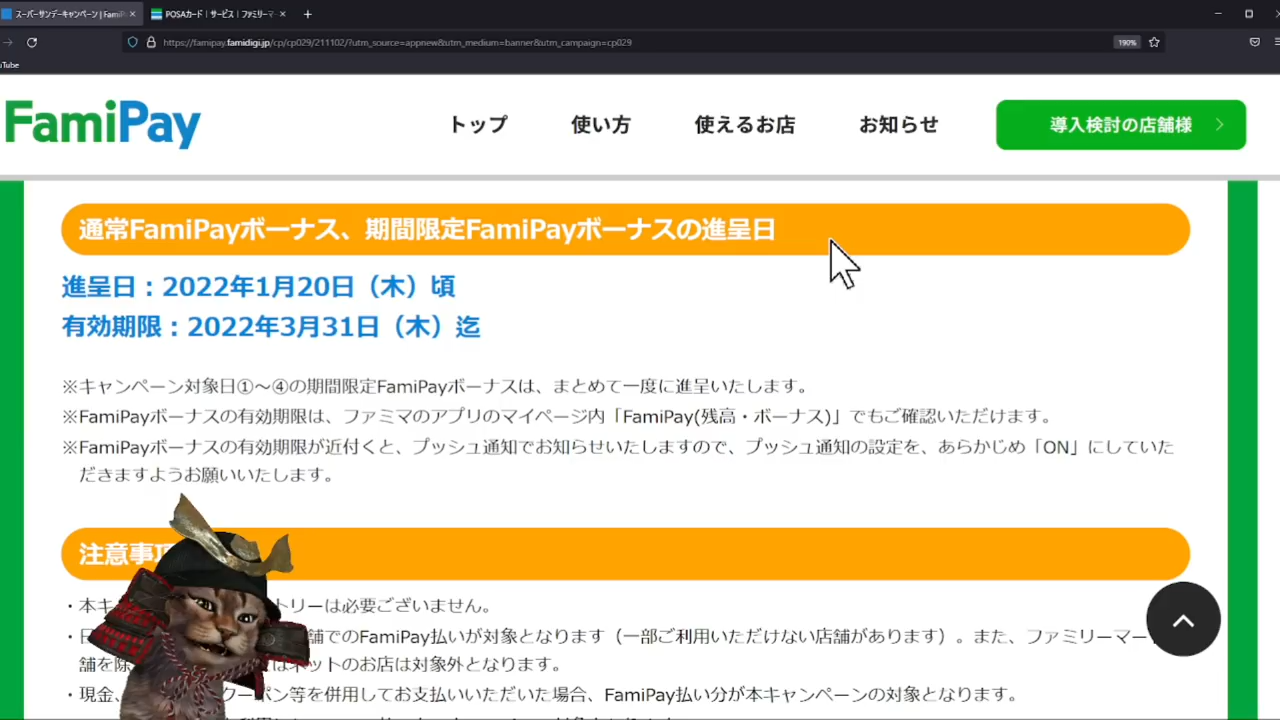 スーパーサンデーキャンペーン | FamiP
POSAカード｜サービス｜ファミリーマー
https://famipay.famidigi.jp/cp/cp029/211102/?utm_source=appnew&utm_medium=banner&utm_campaign=cp029
190%
uTube
FamiPay
トップ
使い方
使えるお店
お知らせ
導入検討の店舗様
通常FamiPayボーナス、期間限定FamiPayボーナスの進呈日
進呈日：2022年1月20日（木）頃
有効期限：2022年3月31日（木）迄
※キャンペーン対象日①～④の期間限定FamiPayボーナスは、まとめて一度に進呈いたします。
※FamiPayボーナスの有効期限は、ファミマのアプリのマイページ内「FamiPay(残高・ボーナス)」でもご確認いただけます。
※FamiPayボーナスの有効期限が近付くと、プッシュ通知でお知らせいたしますので、プッシュ通知の設定を、あらかじめ「ON」にしていた
だきますようお願いいたします。
注意事項
・本キ トリーは必要ございません。
・日 舗でのFamiPay払いが対象となります（一部ご利用いただけない店舗があります）。また、ファミリーマー
舗を除 はネットのお店は対象外となります。
・現金、 クーポン等を併用してお支払いいただいた場合、FamiPay払い分が本キャンペーンの対象となります。